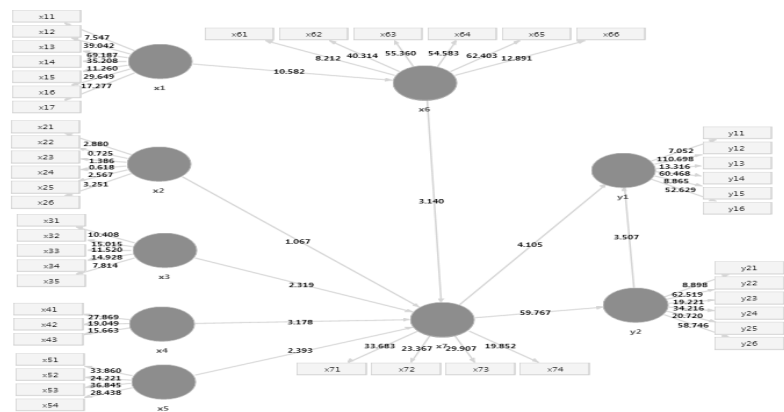 x11
x12
x13
x14
x15
x16
x17
7.547
39.042
69.187
35.208
11.260
29.649
17.277
x1
10.582
x61
x62
x63
x64
x65
x66
8.212
40.314
55.360
54.583
62.403
12.891
x6
3.140
x21
x22
x23
x24
x25
x26
2.880
0.725
1.386
0.618
2.567
3.251
x2
1.067
x31
x32
x33
x34
x35
10.408
15.015
11.520
14.928
7.814
x3
2.319
x41
x42
x43
27.869
19.049
15.663
x4
3.178
x51
x52
x53
x54
33.860
24.221
36.845
28.438
x5
2.393
x7
33.683
23.367
29.907
19.852
x71
x72
x73
x74
4.105
59.767
y1
7.052
110.698
13.316
60.468
8.865
52.629
y11
y12
y13
y14
y15
y16
3.507
y2
8.898
62.519
19.221
34.216
20.720
58.746
y21
y22
y23
y24
y25
y26